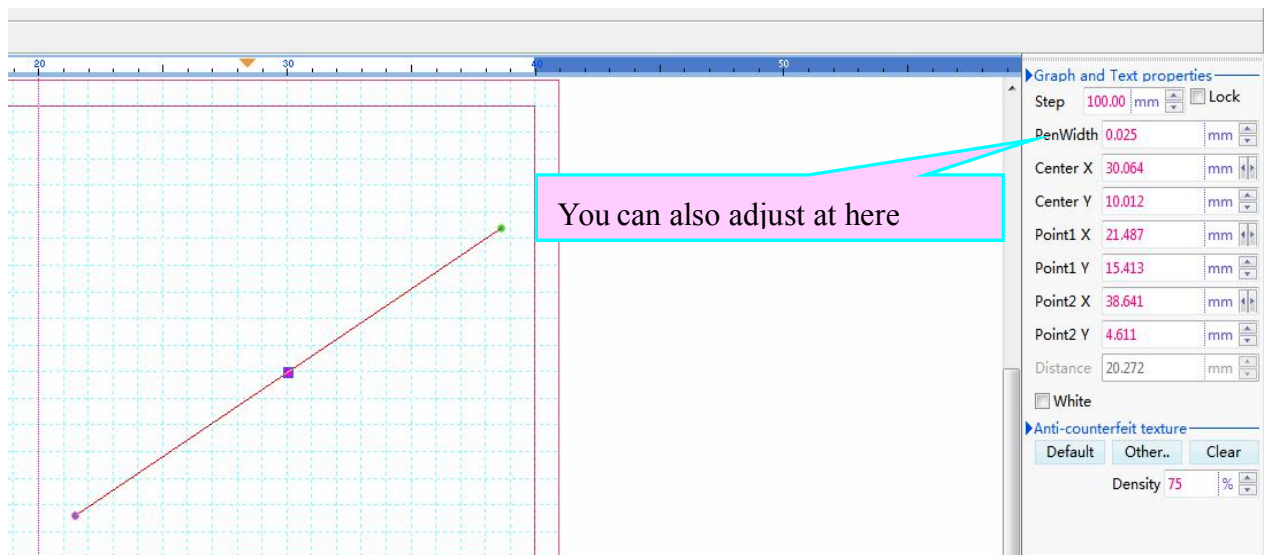 20 30 40 50
Graph and Text properties
Step 100.00 mm Lock
PenWidth 0.025 mm
Center X 30.064 mm
You can also adjust at here
Center Y 10.012 mm
Point1 X 21.487 mm
Point1 Y 15.413 mm
Point2 X 38.641 mm
Point2 Y 4.611 mm
Distance 20.272 mm
White
Anti-counterfeit texture
Default Other.. Clear
Density 75 %